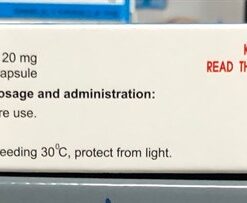 20 mg
apsule
osage and administration:
re use.
eeding 30°C, protect from light.
K
READ TH